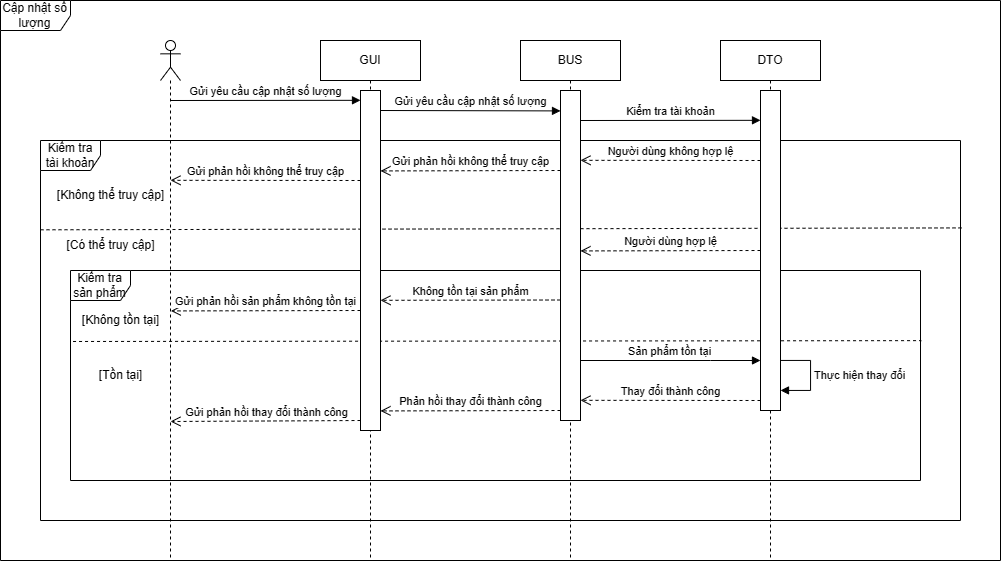 Cập nhật số
lượng
GUI
BUS
DTO
Gửi yêu cầu cập nhật số lượng
Gửi yêu cầu cập nhật số lượng
Kiểm tra tài khoản
Kiểm tra
tài khoản
Người dùng không hợp lệ
Gửi phản hồi không thể truy cập
Gửi phản hồi không thể truy cập
[Không thể truy cập]
[Có thể truy cập]
Người dùng hợp lệ
Kiểm tra
sản phẩm
Không tồn tại sản phẩm
Gửi phản hồi sản phẩm không tồn tại
[Không tồn tại]
Sản phẩm tồn tại
[Tồn tại]
Thực hiện thay đổi
Thay đổi thành công
Phản hồi thay đổi thành công
Gửi phản hồi thay đổi thành công